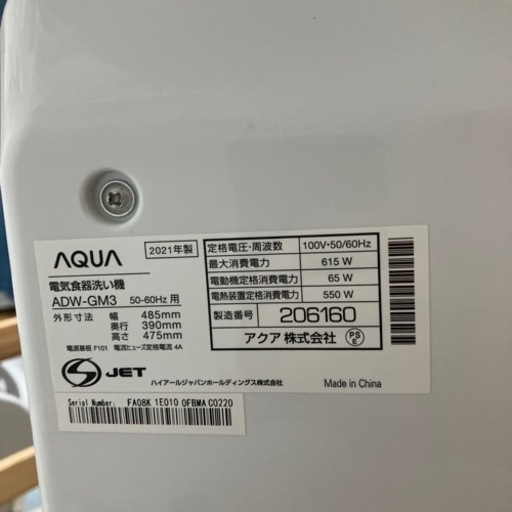 AQUA
2021年製
電気食器洗い機
ADW-GM3 50-60Hz 用
外形寸法 幅 485mm
奥行 390mm
高さ 475mm
電源基板 F101 電流ヒューズ定格電流 4A
S JET
ハイアールジャパンホールディングス株式会社
定格電圧・周波数 100V・50/60Hz
最大消費電力 615 W
電動機定格消費電力 65 W
電熱装置定格消費電力 550 W
製造番号 206160
アクア 株式会社
PS E
Made in China
Serial Number: FA08K 1E010 0FBMA C0220